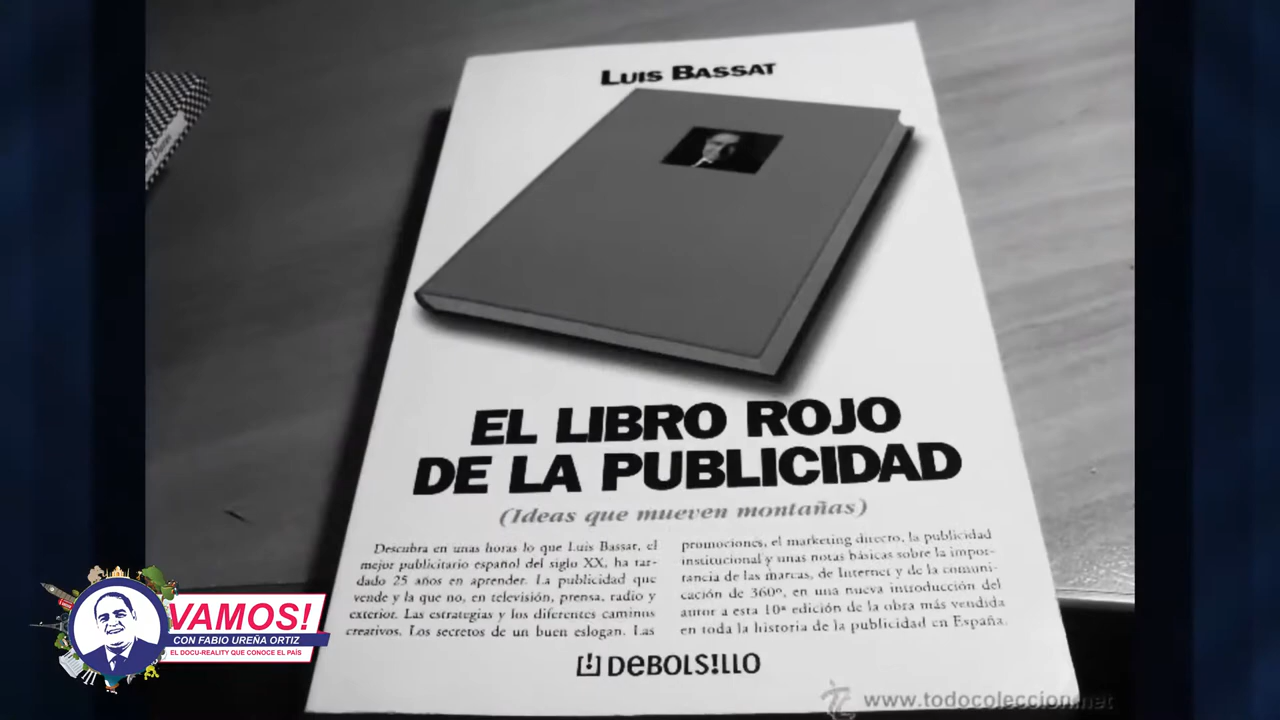 LUIS BASSAT
EL LIBRO ROJO
DE LA PUBLICIDAD
(Ideas que mueven montañas)
Descubra en unas horas lo que Luis Bassat, el
mejor publicitario español del siglo XX, ha tar-
dado 25 años en aprender. La publicidad que
vende y la que no, en televisión, prensa, radio y
exterior. Las estrategias y los diferentes caminos
creativos. Los secretos de un buen eslogan. Las
promociones, el marketing directo, la publicidad
institucional y unas notas básicas sobre la impor-
tancia de las marcas, de Internet y de la comuni-
cación de 360º, en una nueva introducción del
autor a esta 10ª edición de la obra más vendida
en toda la historia de la publicidad en España.
DEBOLS!LLO
www.todocoleccion.net
VAMOS!
CON FABIO UREÑA ORTIZ
EL DOCU-REALITY QUE CONOCE EL PAÍS